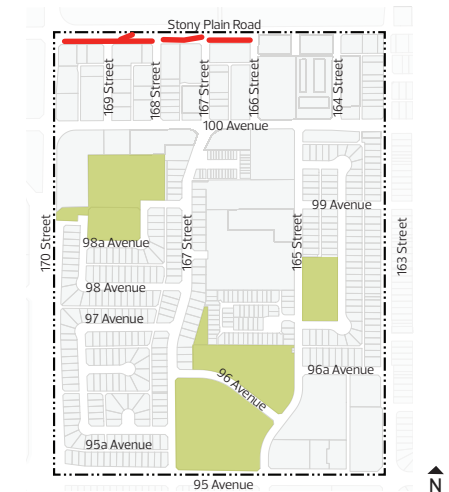 Stony Plain Road
169 Street
168 Street
167 Street
166 Street
164 Street
100 Avenue
99 Avenue
170 Street
98a Avenue
167 Street
165 Street
163 Street
98 Avenue
97 Avenue
96 Avenue
96a Avenue
95a Avenue
95 Avenue
N